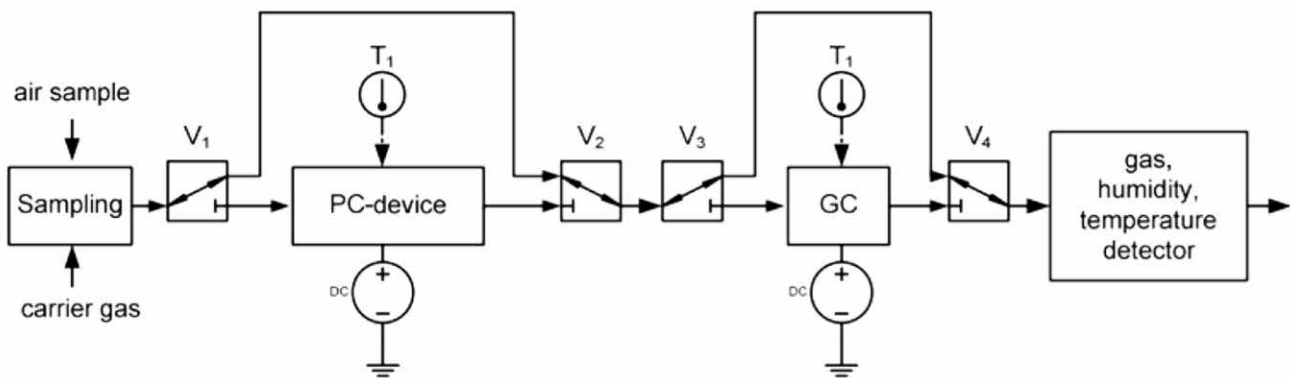 air sample
Sampling
carrier gas
V1
T1
PC-device
DC
+
−
V2
V3
T1
GC
DC
+
−
V4
gas,
humidity,
temperature
detector